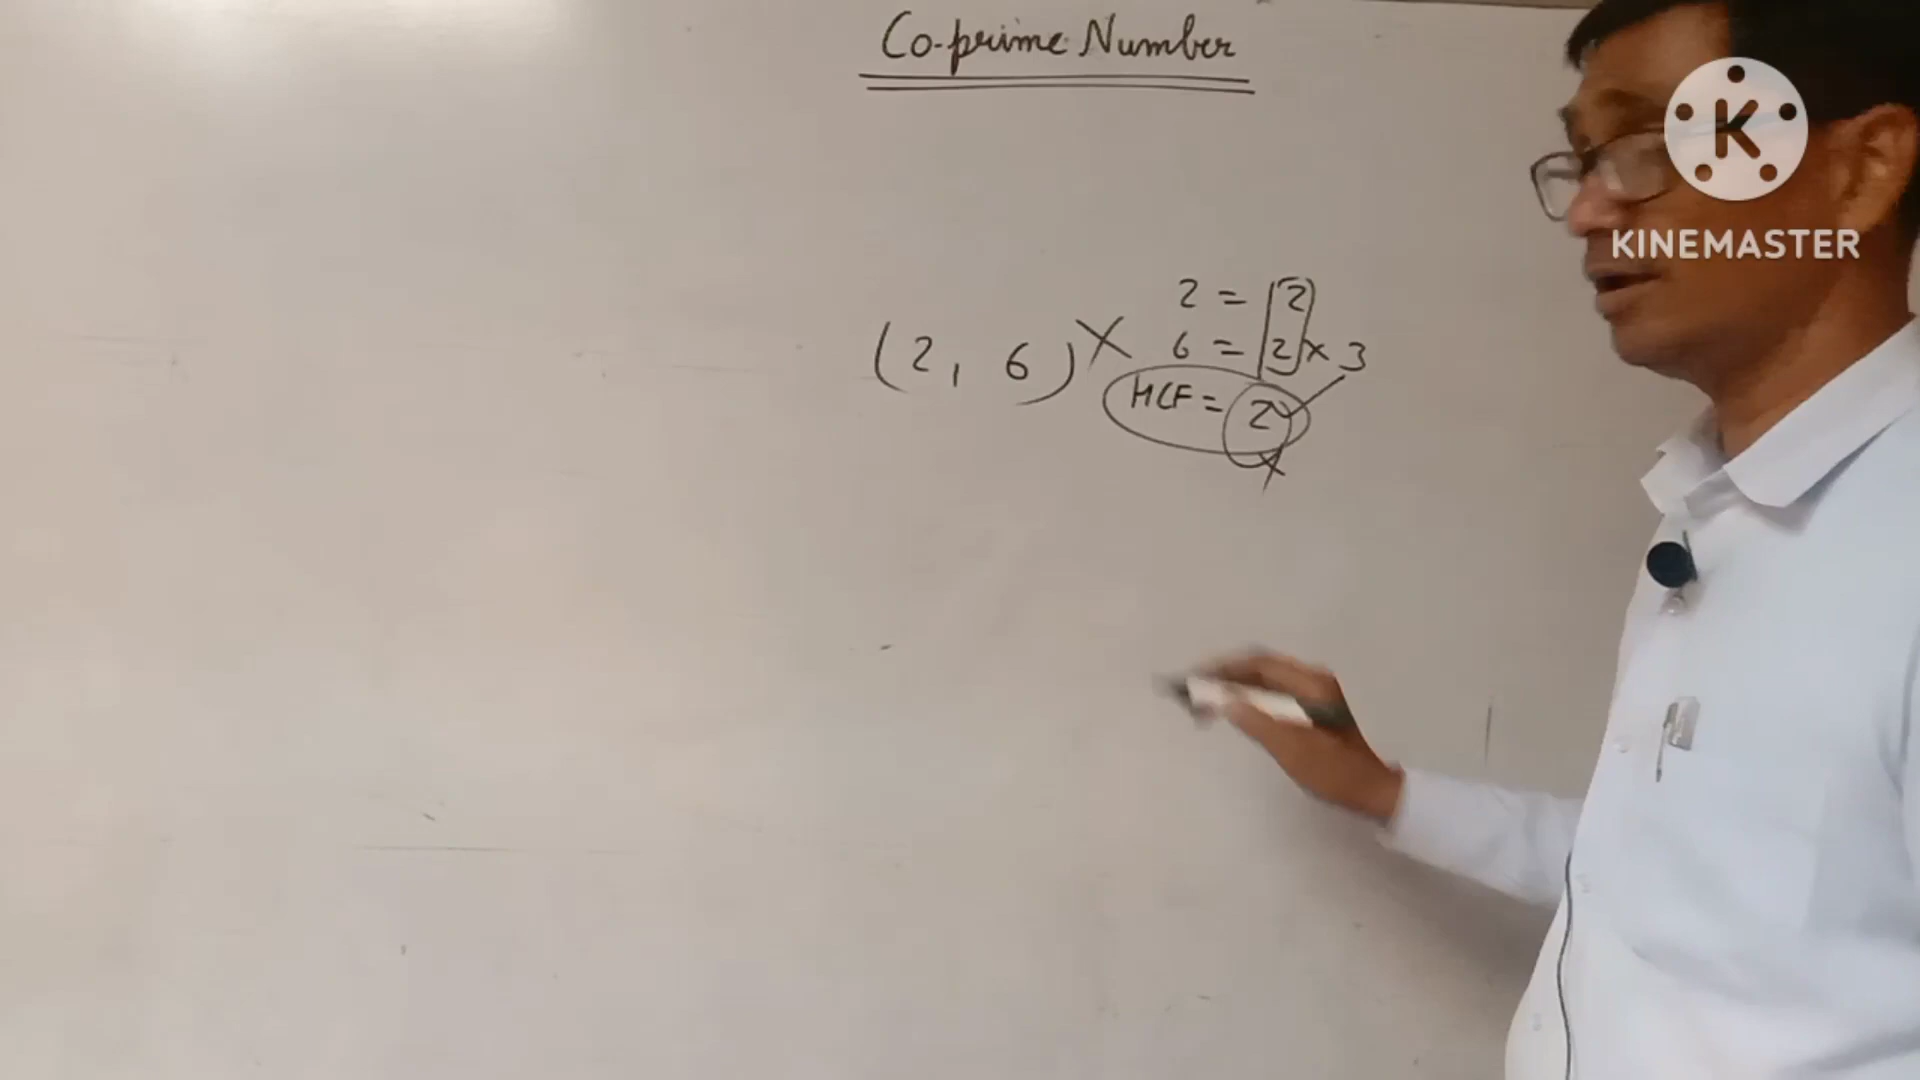 Co-prime Number
K
KINEMASTER
2 = 2
(2, 6) × 6 = 2 × 3
HCF = 2
×